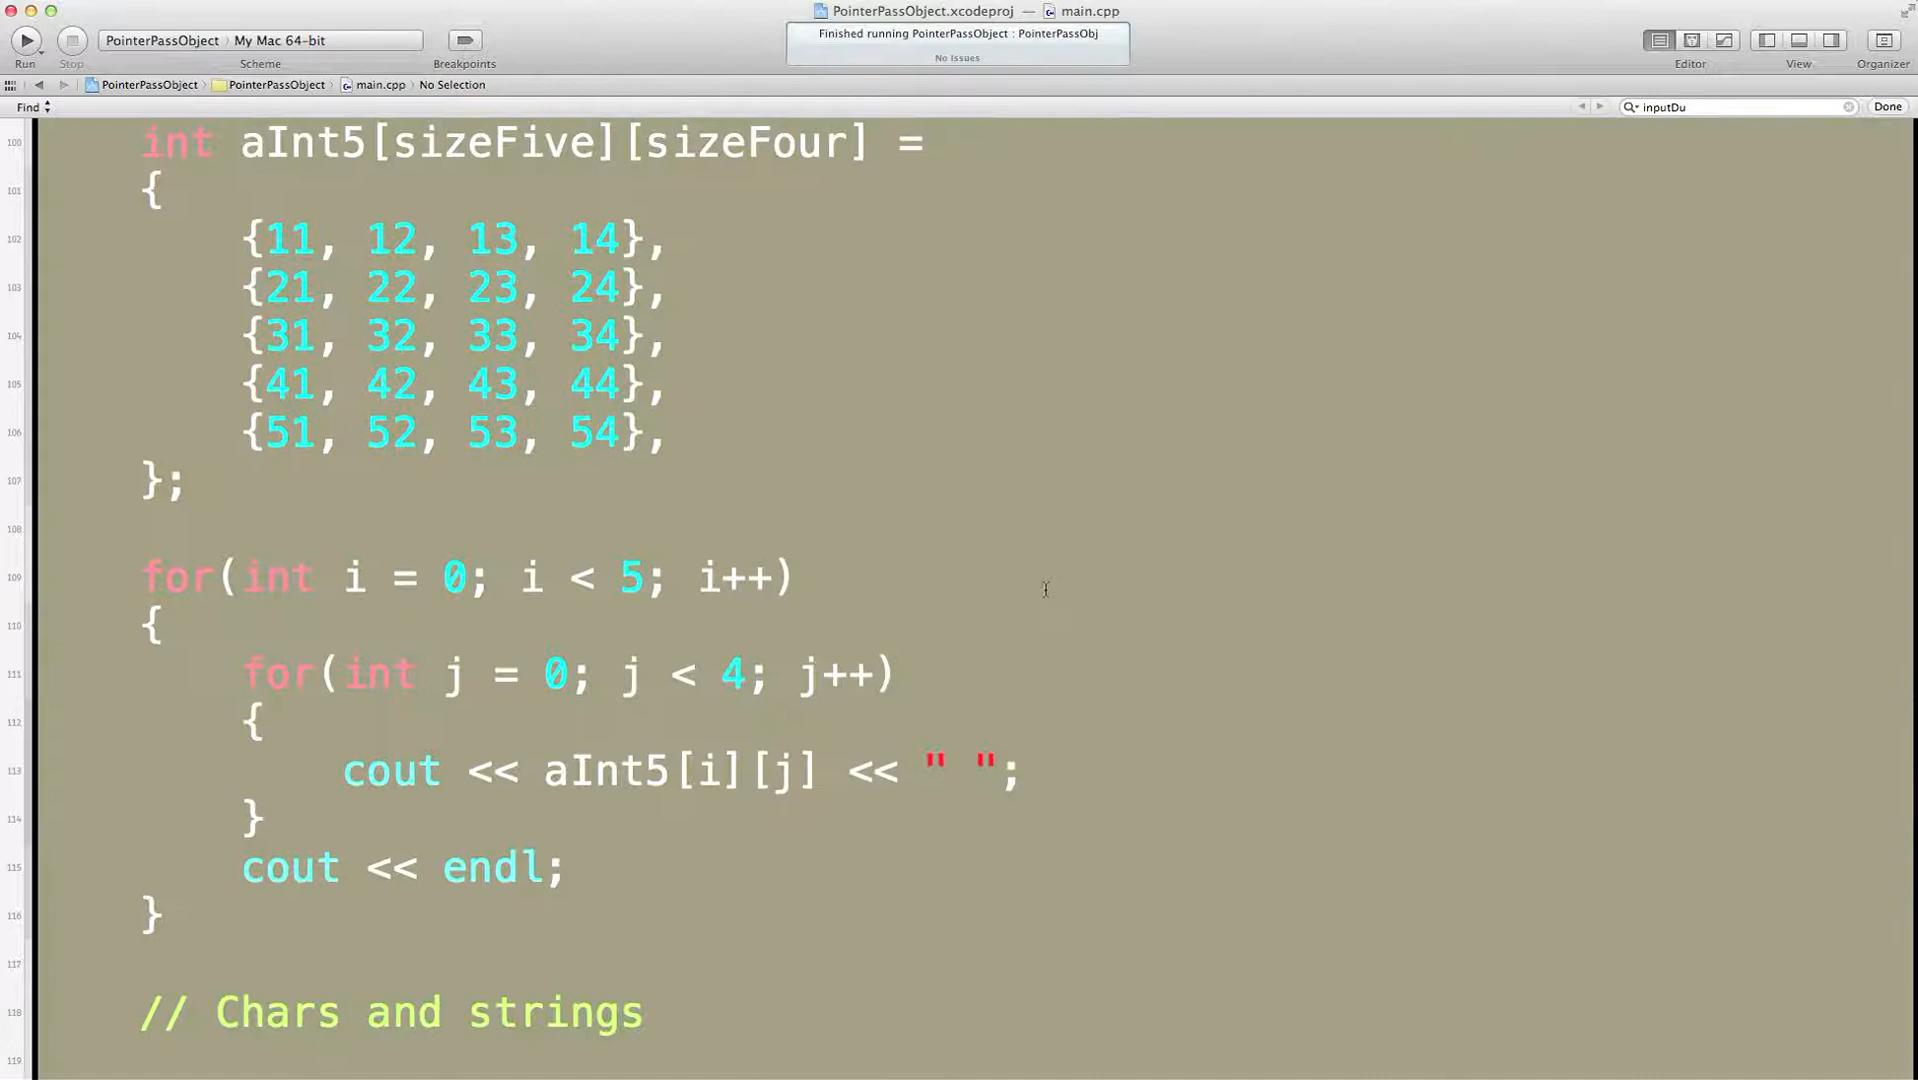 PointerPassObject.xcodeproj — main.cpp
PointerPassObject › My Mac 64-bit
Finished running PointerPassObject : PointerPassObj
No Issues
Run Stop Scheme Breakpoints Editor View Organizer
PointerPassObject › PointerPassObject › main.cpp › No Selection
Find inputDu Done
100 int aInt5[sizeFive][sizeFour] =
101 {
102 {11, 12, 13, 14},
103 {21, 22, 23, 24},
104 {31, 32, 33, 34},
105 {41, 42, 43, 44},
106 {51, 52, 53, 54},
107 };
108
109 for(int i = 0; i < 5; i++)
110 {
111 for(int j = 0; j < 4; j++)
112 {
113 cout << aInt5[i][j] << " ";
114 }
115 cout << endl;
116 }
117
118 // Chars and strings
119